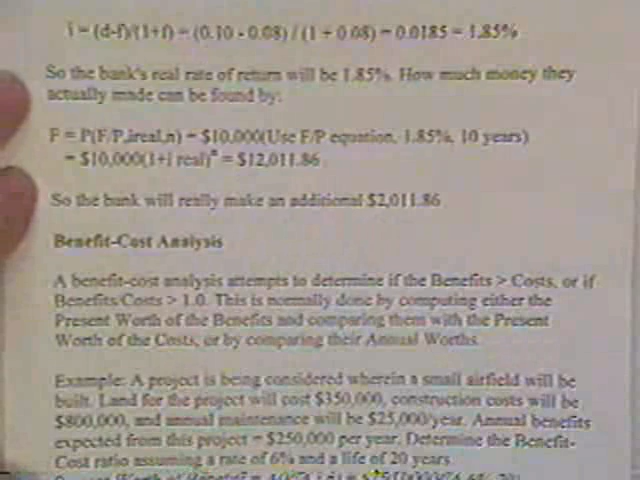 i = (d-f)/(1+f) = (0.10 - 0.08) / (1 + 0.08) = 0.0185 = 1.85%
So the bank's real rate of return will be 1.85%. How much money they
actually made can be found by:
F = P(F/P,ireal,n) = $10,000(Use F/P equation, 1.85%, 10 years)
= $10,000(1+i real)ⁿ = $12,011.86
So the bank will really make an additional $2,011.86
Benefit-Cost Analysis
A benefit-cost analysis attempts to determine if the Benefits > Costs, or if
Benefits/Costs > 1.0. This is normally done by computing either the
Present Worth of the Benefits and comparing them with the Present
Worth of the Costs, or by comparing their Annual Worths.
Example: A project is being considered wherein a small airfield will be
built. Land for the project will cost $350,000, construction costs will be
$800,000, and annual maintenance will be $25,000/year. Annual benefits
expected from this project = $250,000 per year. Determine the Benefit-
Cost ratio assuming a rate of 6% and a life of 20 years.